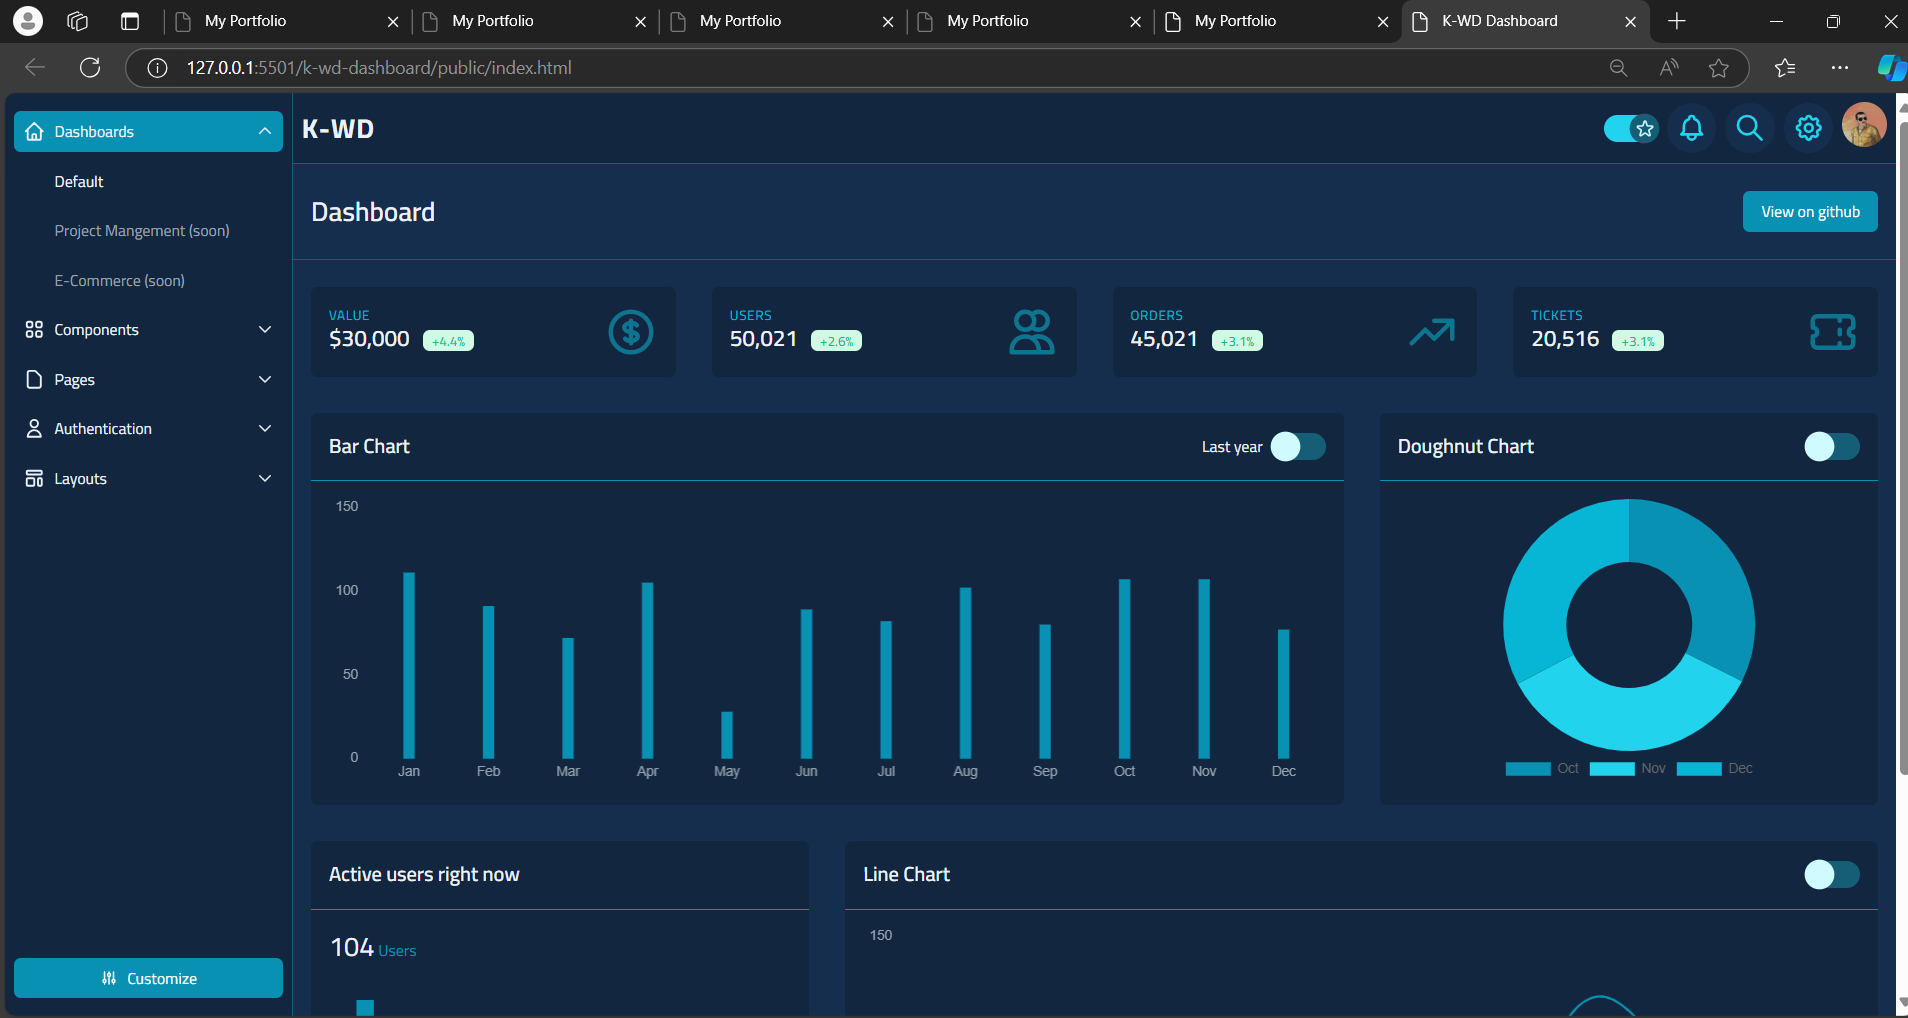 My Portfolio
My Portfolio
My Portfolio
My Portfolio
My Portfolio
K-WD Dashboard
127.0.0.1:5501/k-wd-dashboard/public/index.html
Dashboards
Default
Project Mangement (soon)
E-Commerce (soon)
Components
Pages
Authentication
Layouts
Customize
K-WD
Dashboard
View on github
VALUE
$30,000 +4.4%
USERS
50,021 +2.6%
ORDERS
45,021 +3.1%
TICKETS
20,516 +3.1%
Bar Chart
Last year
150
100
50
0
Jan Feb Mar Apr May Jun Jul Aug Sep Oct Nov Dec
Doughnut Chart
Oct Nov Dec
Active users right now
104 Users
Line Chart
150